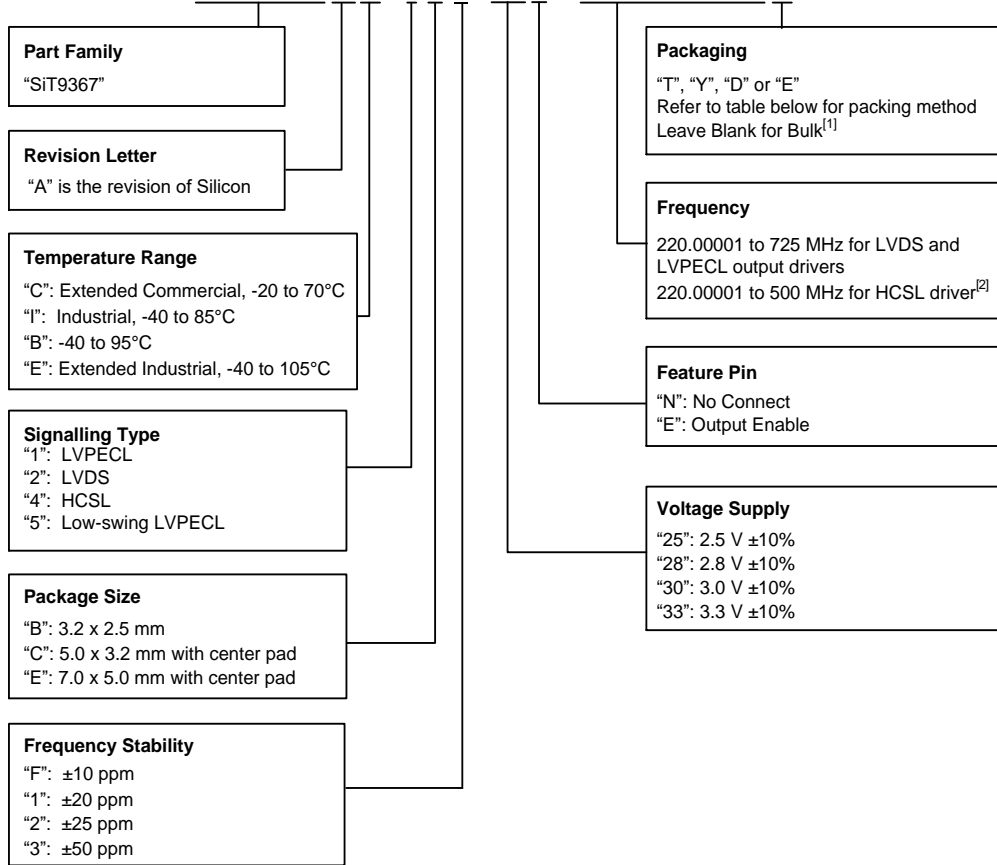 Part Family
“SiT9367”
Revision Letter
“A” is the revision of Silicon
Temperature Range
“C”: Extended Commercial, -20 to 70°C
“I”: Industrial, -40 to 85°C
“B”: -40 to 95°C
“E”: Extended Industrial, -40 to 105°C
Signalling Type
“1”: LVPECL
“2”: LVDS
“4”: HCSL
“5”: Low-swing LVPECL
Package Size
“B”: 3.2 x 2.5 mm
“C”: 5.0 x 3.2 mm with center pad
“E”: 7.0 x 5.0 mm with center pad
Frequency Stability
“F”: ±10 ppm
“1”: ±20 ppm
“2”: ±25 ppm
“3”: ±50 ppm
Packaging
“T”, “Y”, “D” or “E”
Refer to table below for packing method
Leave Blank for Bulk[1]
Frequency
220.00001 to 725 MHz for LVDS and
LVPECL output drivers
220.00001 to 500 MHz for HCSL driver[2]
Feature Pin
“N”: No Connect
“E”: Output Enable
Voltage Supply
“25”: 2.5 V ±10%
“28”: 2.8 V ±10%
“30”: 3.0 V ±10%
“33”: 3.3 V ±10%